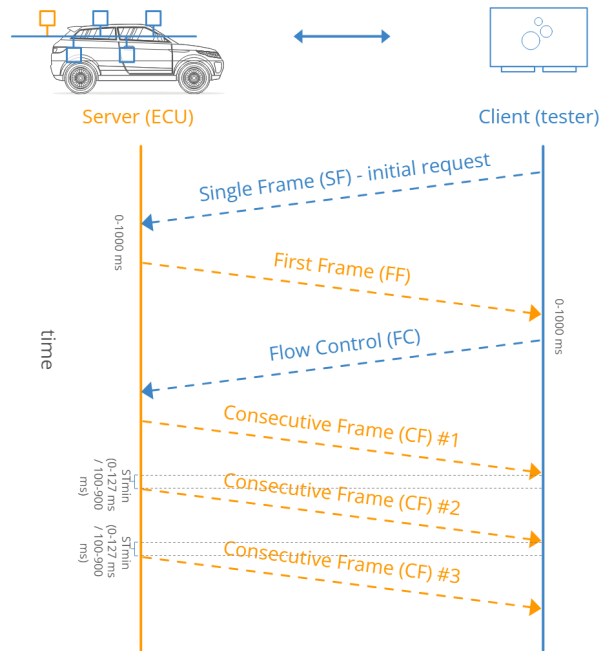 Server (ECU)
Client (tester)
Single Frame (SF) - initial request
0-1000 ms
First Frame (FF)
0-1000 ms
time
Flow Control (FC)
Consecutive Frame (CF) #1
STmin
(0-127 ms
/ 100-900
ms)
Consecutive Frame (CF) #2
STmin
(0-127 ms
/ 100-900
ms)
Consecutive Frame (CF) #3